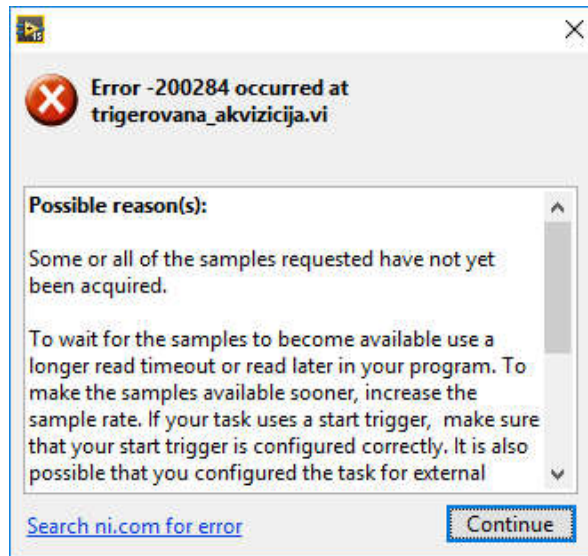 15
Error -200284 occurred at
trigerovana_akvizicija.vi
Possible reason(s):
Some or all of the samples requested have not yet
been acquired.
To wait for the samples to become available use a
longer read timeout or read later in your program. To
make the samples available sooner, increase the
sample rate. If your task uses a start trigger,  make sure
that your start trigger is configured correctly. It is also
possible that you configured the task for external
Search ni.com for error
Continue